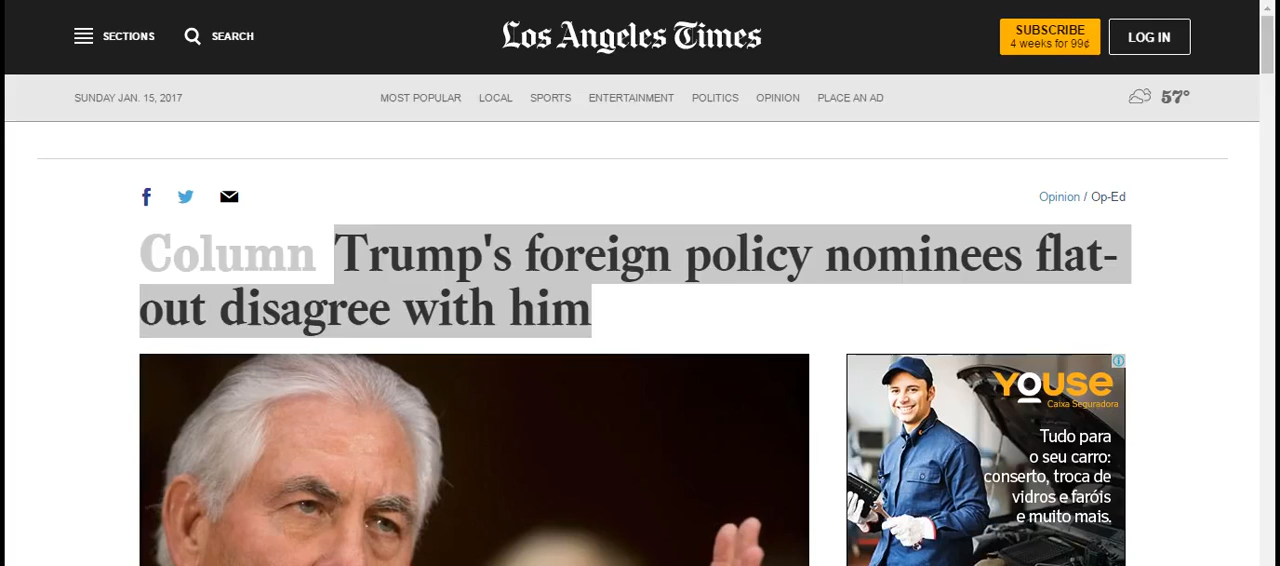 SECTIONS
SEARCH
Los Angeles Times
SUBSCRIBE
4 weeks for 99¢
LOG IN
SUNDAY JAN. 15, 2017
MOST POPULAR LOCAL SPORTS ENTERTAINMENT POLITICS OPINION PLACE AN AD
57°
f
Opinion / Op-Ed
Column Trump's foreign policy nominees flat-
out disagree with him
YOUSE
Caixa Seguradora
Tudo para
o seu carro:
conserto, troca de
vidros e faróis
e muito mais.